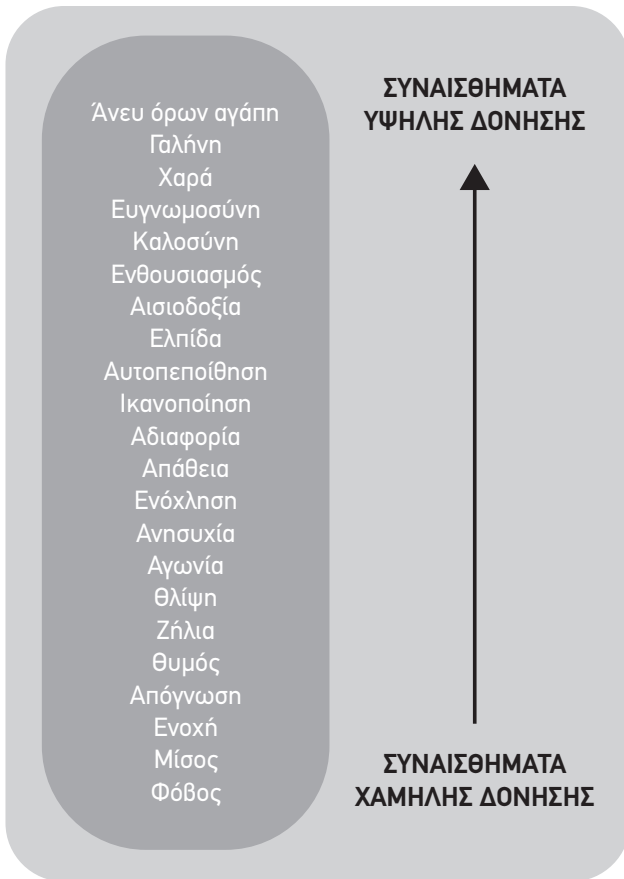 Άνευ όρων αγάπη
Γαλήνη
Χαρά
Ευγνωμοσύνη
Καλοσύνη
Ενθουσιασμός
Αισιοδοξία
Ελπίδα
Αυτοπεποίθηση
Ικανοποίηση
Αδιαφορία
Απάθεια
Ενόχληση
Ανησυχία
Αγωνία
Θλίψη
Ζήλια
Θυμός
Απόγνωση
Ενοχή
Μίσος
Φόβος
ΣΥΝΑΙΣΘΗΜΑΤΑ
ΥΨΗΛΗΣ ΔΟΝΗΣΗΣ
ΣΥΝΑΙΣΘΗΜΑΤΑ
ΧΑΜΗΛΗΣ ΔΟΝΗΣΗΣ